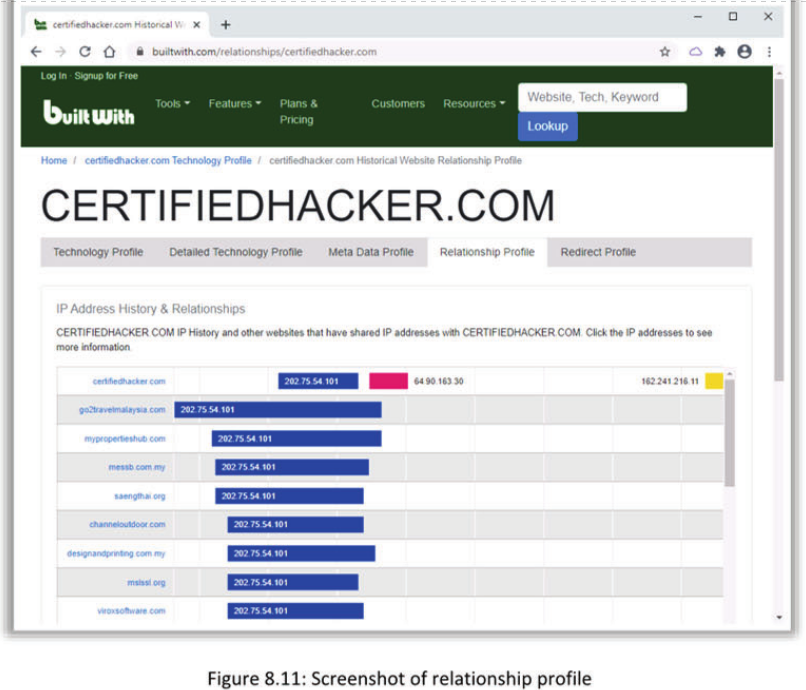 certifiedhacker.com Historical W
builtwith.com/relationships/certifiedhacker.com
Log In · Signup for Free
builtWith
Tools
Features
Plans &
Pricing
Customers
Resources
Website, Tech, Keyword
Lookup
Home / certifiedhacker.com Technology Profile / certifiedhacker.com Historical Website Relationship Profile
CERTIFIEDHACKER.COM
Technology Profile Detailed Technology Profile Meta Data Profile Relationship Profile Redirect Profile
IP Address History & Relationships
CERTIFIEDHACKER.COM IP History and other websites that have shared IP addresses with CERTIFIEDHACKER.COM. Click the IP addresses to see
more information.
certifiedhacker.com 202.75.54.101 64.90.163.30 162.241.216.11
go2travelmalaysia.com 202.75.54.101
mypropertieshub.com 202.75.54.101
messb.com.my 202.75.54.101
saengthai.org 202.75.54.101
channeloutdoor.com 202.75.54.101
designandprinting.com.my 202.75.54.101
mslssl.org 202.75.54.101
viroxsoftware.com 202.75.54.101
Figure 8.11: Screenshot of relationship profile